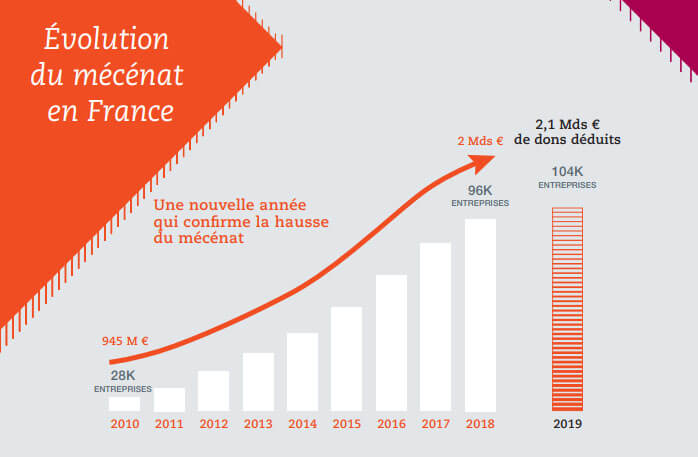 Évolution
du mécénat
en France
2,1 Mds €
de dons déduits
2 Mds €
104K
ENTREPRISES
96K
ENTREPRISES
Une nouvelle année
qui confirme la hausse
du mécénat
945 M €
28K
ENTREPRISES
2010 2011 2012 2013 2014 2015 2016 2017 2018 2019